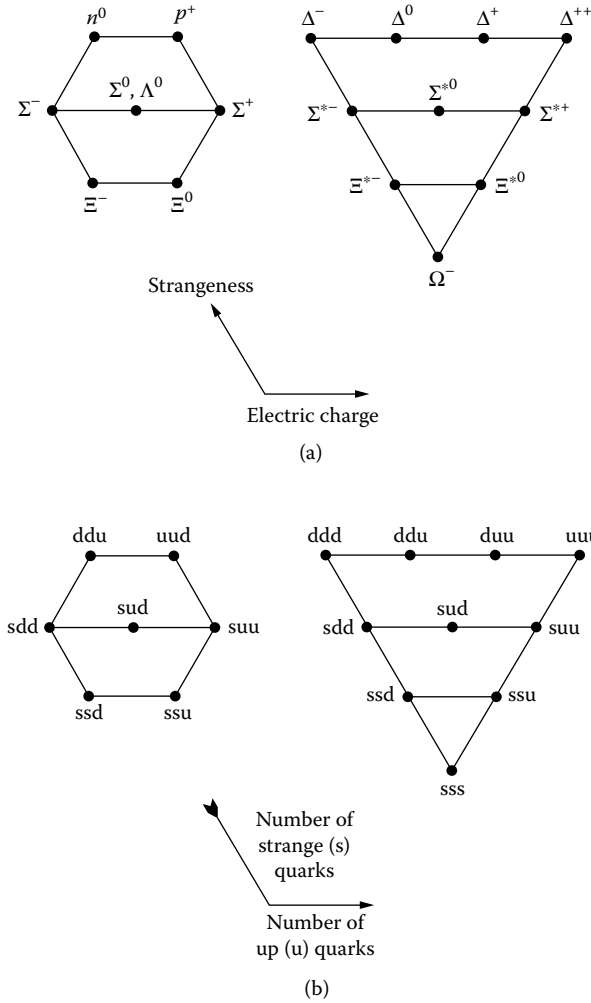 n⁰ p⁺
Δ⁻ Δ⁰ Δ⁺ Δ⁺⁺
Σ⁻ Σ⁰, Λ⁰ Σ⁺
Σ*⁻ Σ*⁰ Σ*⁺
Ξ⁻ Ξ⁰
Ξ*⁻ Ξ*⁰
Ω⁻
Strangeness
Electric charge
(a)
ddu uud
ddd ddu duu uuu
sdd sud suu
sdd sud suu
ssd ssu
ssd ssu
sss
Number of
strange (s)
quarks
Number of
up (u) quarks
(b)